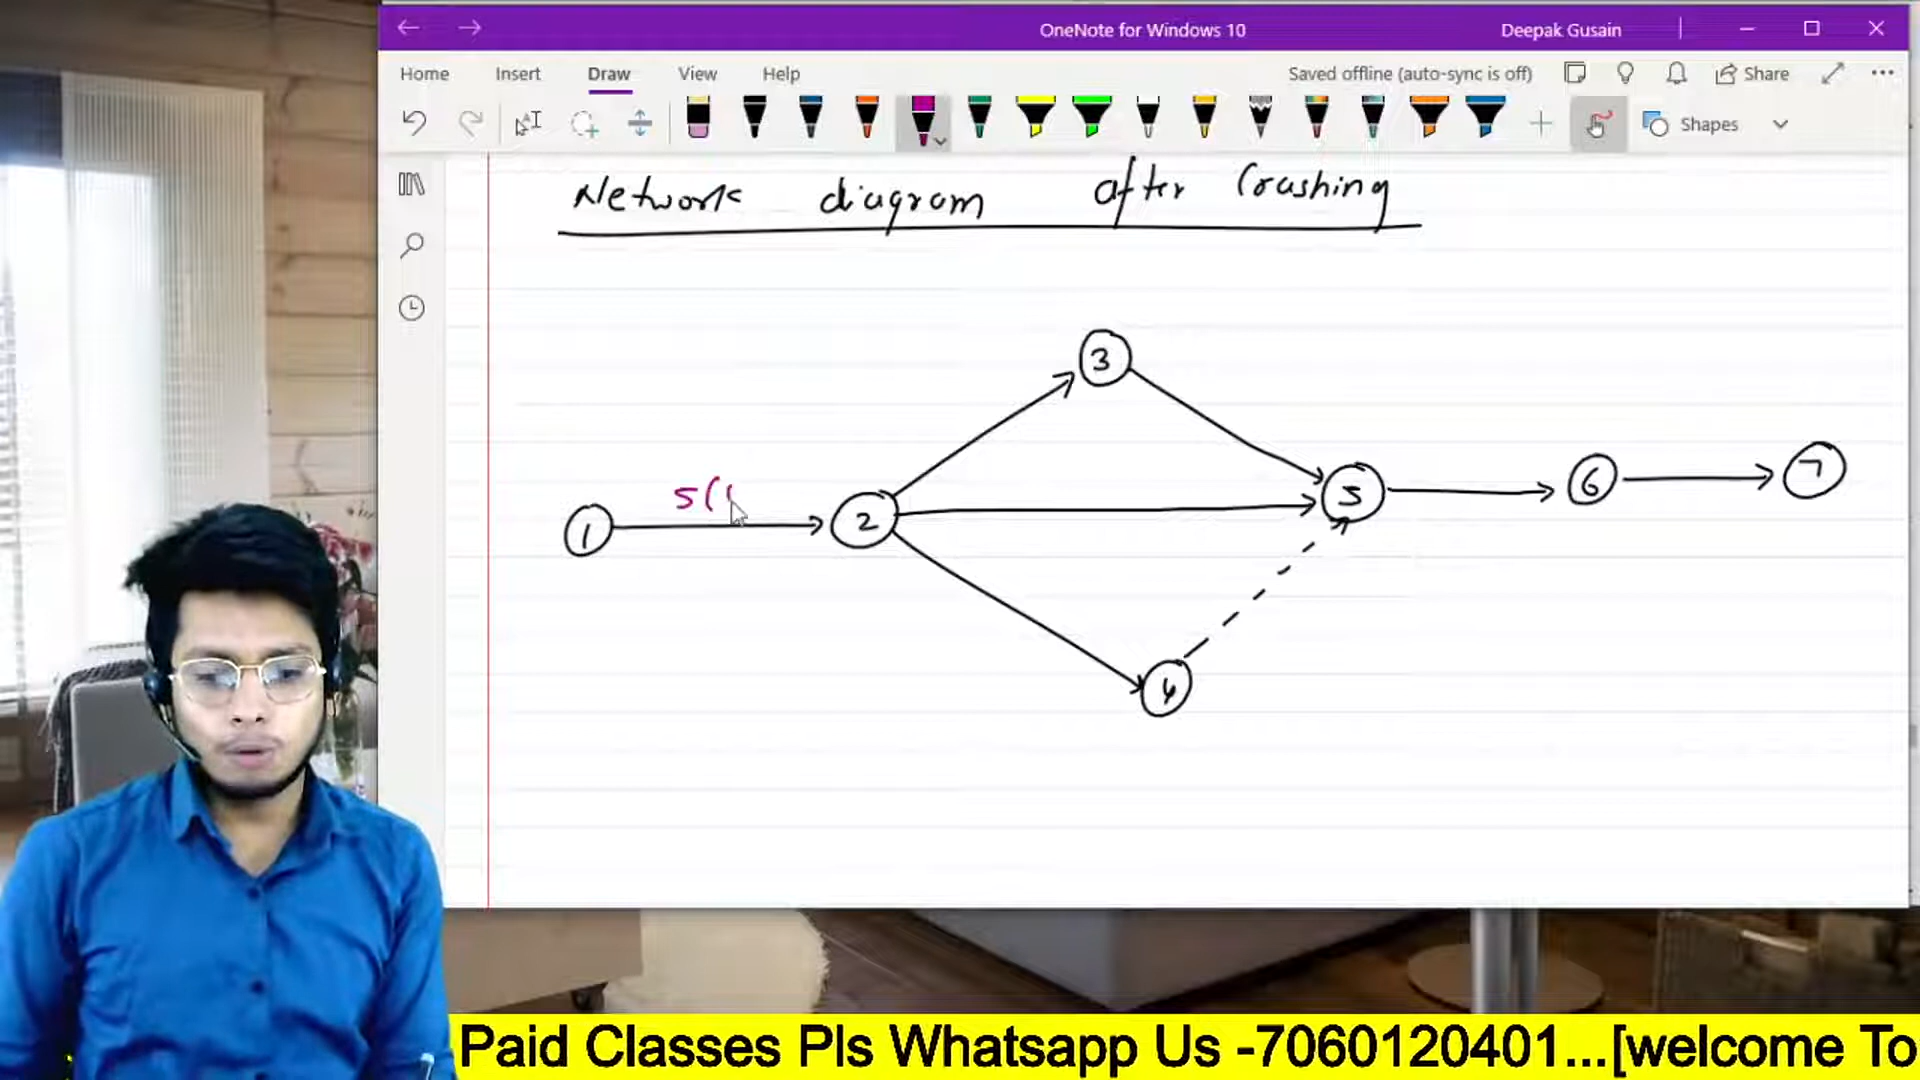 OneNote for Windows 10
Deepak Gusain
Home Insert Draw View Help
Saved offline (auto-sync is off)
Share
Shapes
Network diagram after Crashing
3
5(
1
2
5
6
7
4
Paid Classes Pls Whatsapp Us -7060120401...[welcome To